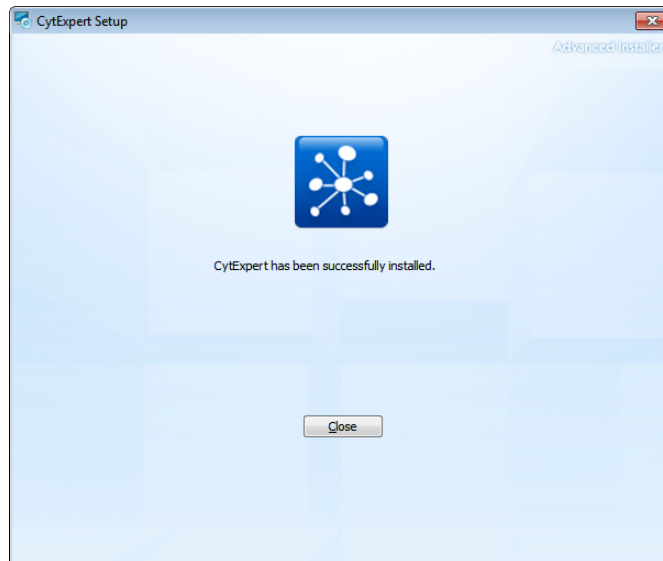 CytExpert Setup
Advanced Installer
CytExpert has been successfully installed.
Close